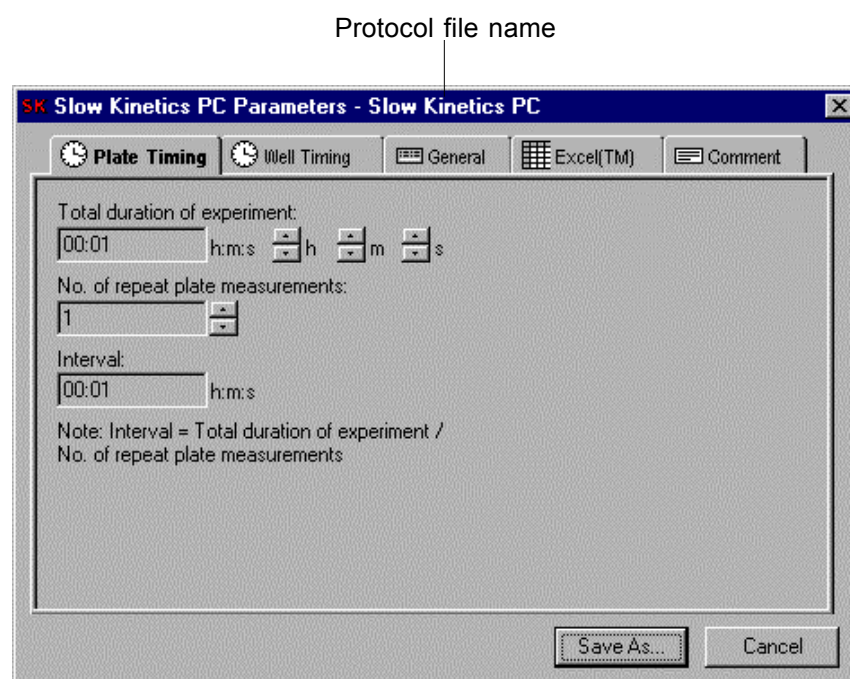 Protocol file name
SK Slow Kinetics PC Parameters - Slow Kinetics PC
Plate Timing Well Timing General Excel(TM) Comment
Total duration of experiment:
00:01 h:m:s h m s
No. of repeat plate measurements:
1
Interval:
00:01 h:m:s
Note: Interval = Total duration of experiment /
No. of repeat plate measurements
Save As... Cancel